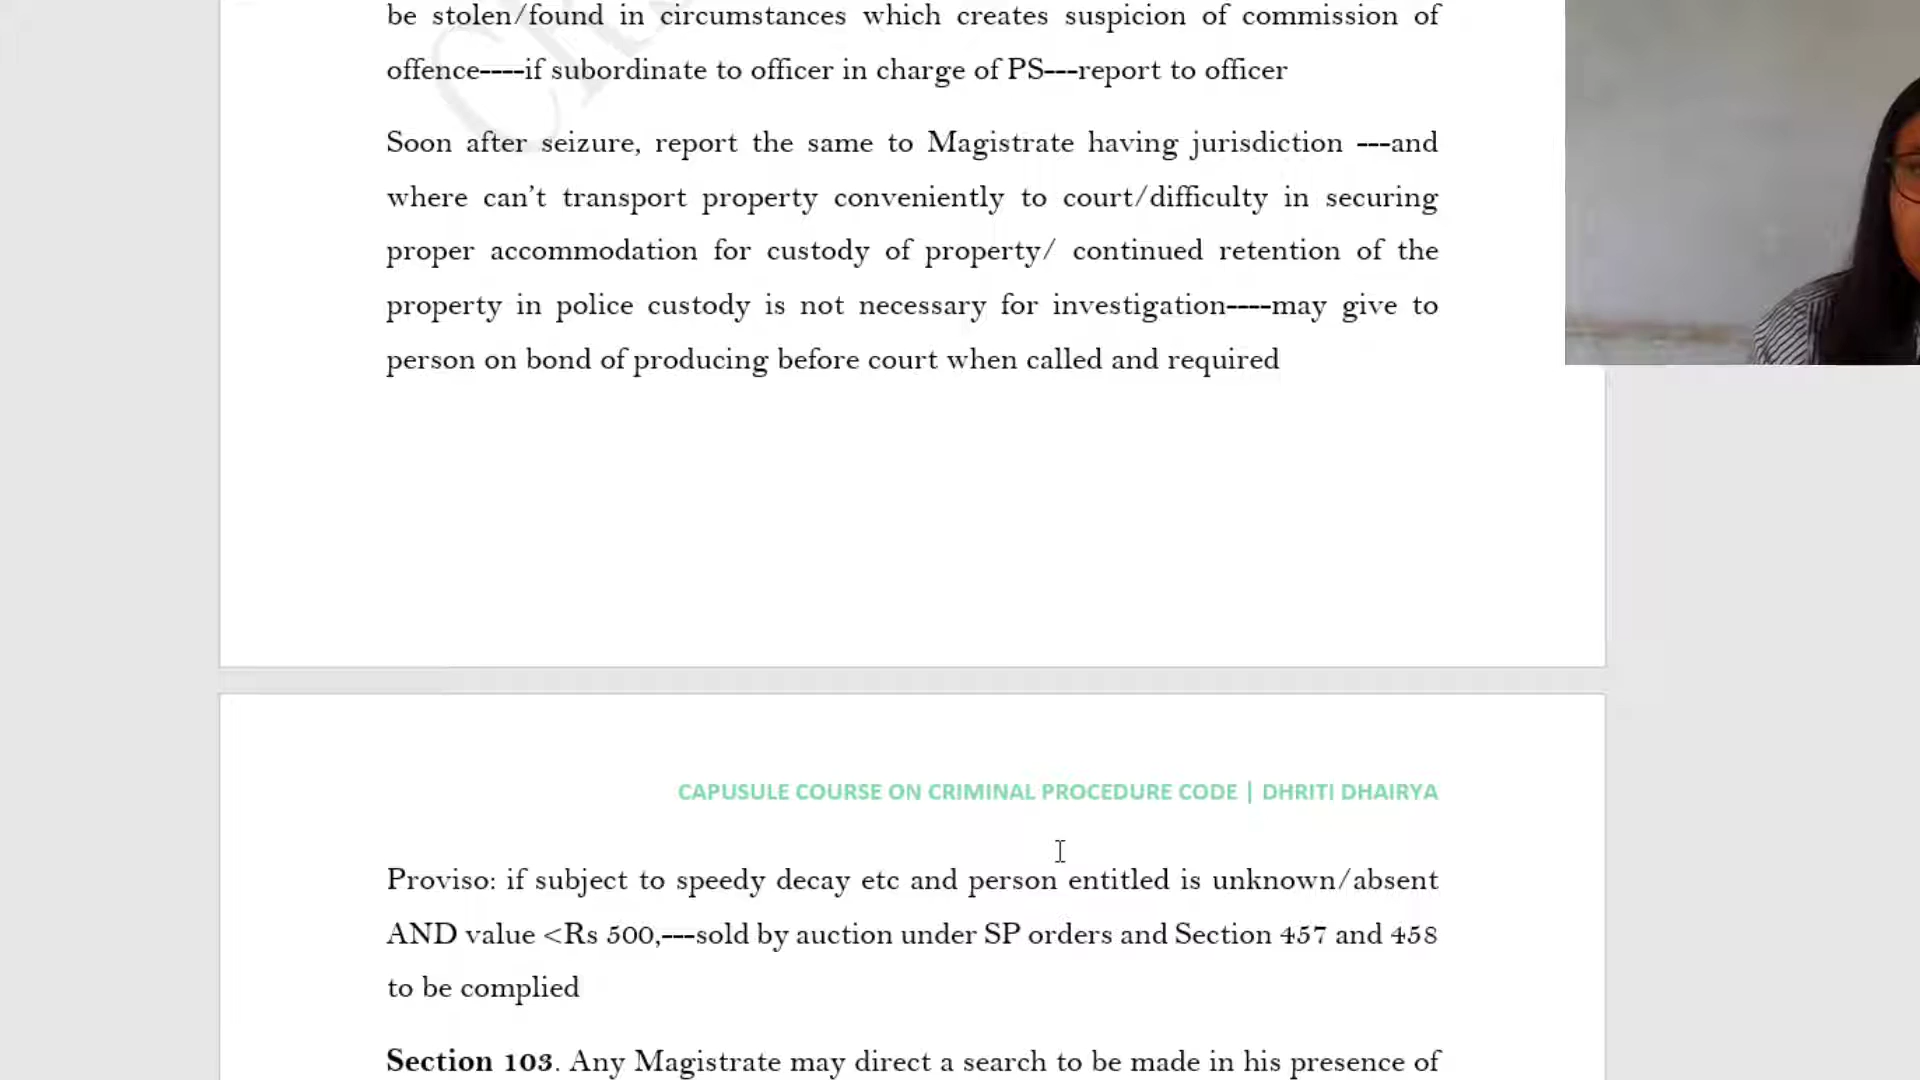 be stolen/found in circumstances which creates suspicion of commission of
offence----if subordinate to officer in charge of PS---report to officer
Soon after seizure, report the same to Magistrate having jurisdiction ---and
where can’t transport property conveniently to court/difficulty in securing
proper accommodation for custody of property/ continued retention of the
property in police custody is not necessary for investigation----may give to
person on bond of producing before court when called and required
CAPUSULE COURSE ON CRIMINAL PROCEDURE CODE | DHRITI DHAIRYA
Proviso: if subject to speedy decay etc and person entitled is unknown/absent
AND value <Rs 500,---sold by auction under SP orders and Section 457 and 458
to be complied
Section 103. Any Magistrate may direct a search to be made in his presence of